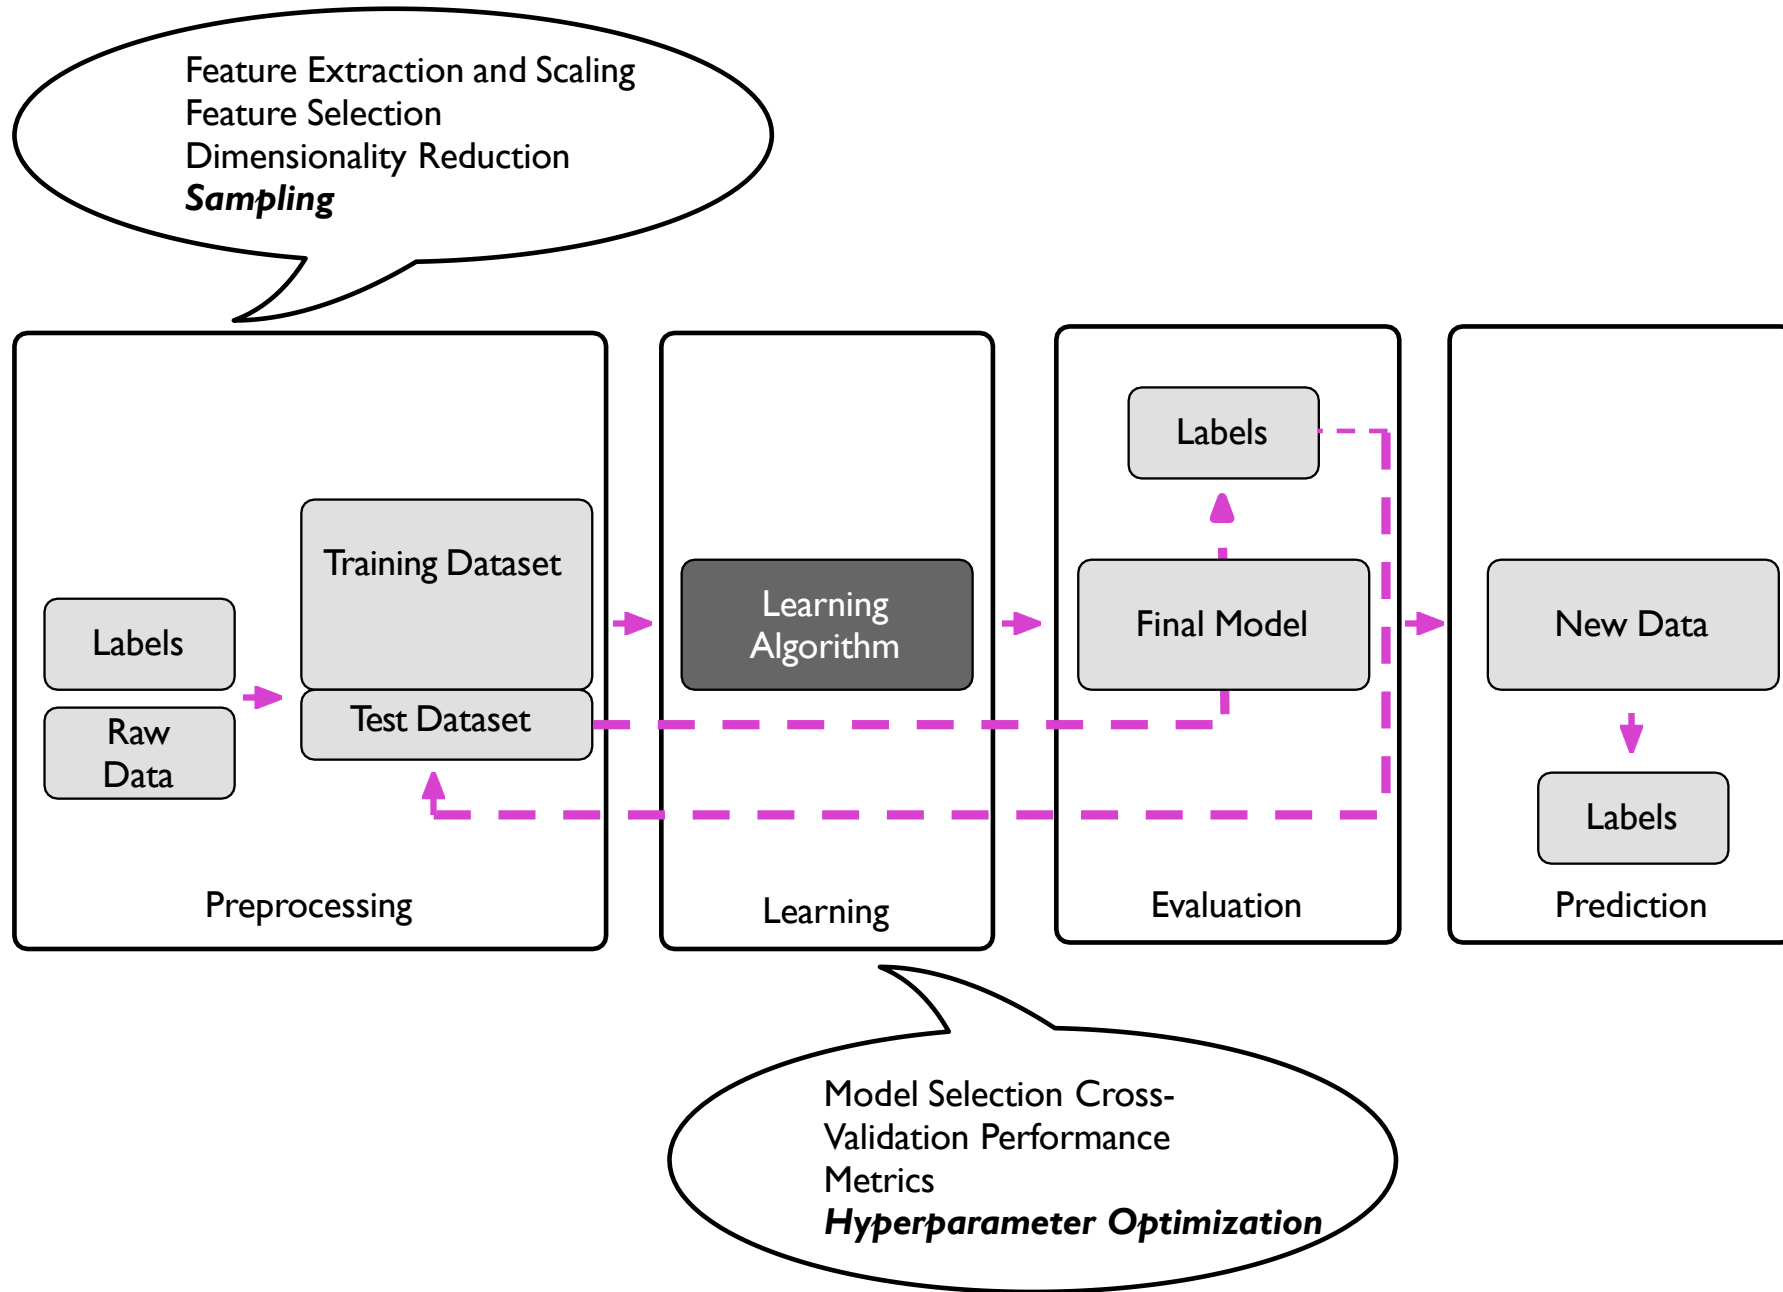 Feature Extraction and Scaling
Feature Selection
Dimensionality Reduction
Sampling
Labels
Raw
Data
Training Dataset
Test Dataset
Preprocessing
Learning
Algorithm
Learning
Labels
Final Model
Evaluation
New Data
Labels
Prediction
Model Selection Cross-
Validation Performance
Metrics
Hyperparameter Optimization